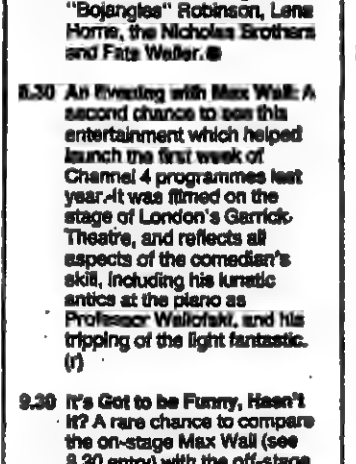 "Bojangles" Robinson, Lena
Horne, the Nicholas Brothers
and Fats Waller.
8.30 An Evening with Max Wall: A
second chance to see this
entertainment which helped
launch the first week of
Channel 4 programmes last
year. It was filmed on the
stage of London's Garrick
Theatre, and reflects all
aspects of the comedian's
skill, including his lunatic
antics at the piano as
Professor Wallofski, and his
tripping of the light fantastic.
(r)
9.30 It's Got to be Funny, Hasn't
It? A rare chance to compare
the on-stage Max Wall (see
8.30 entry) with the off-stage